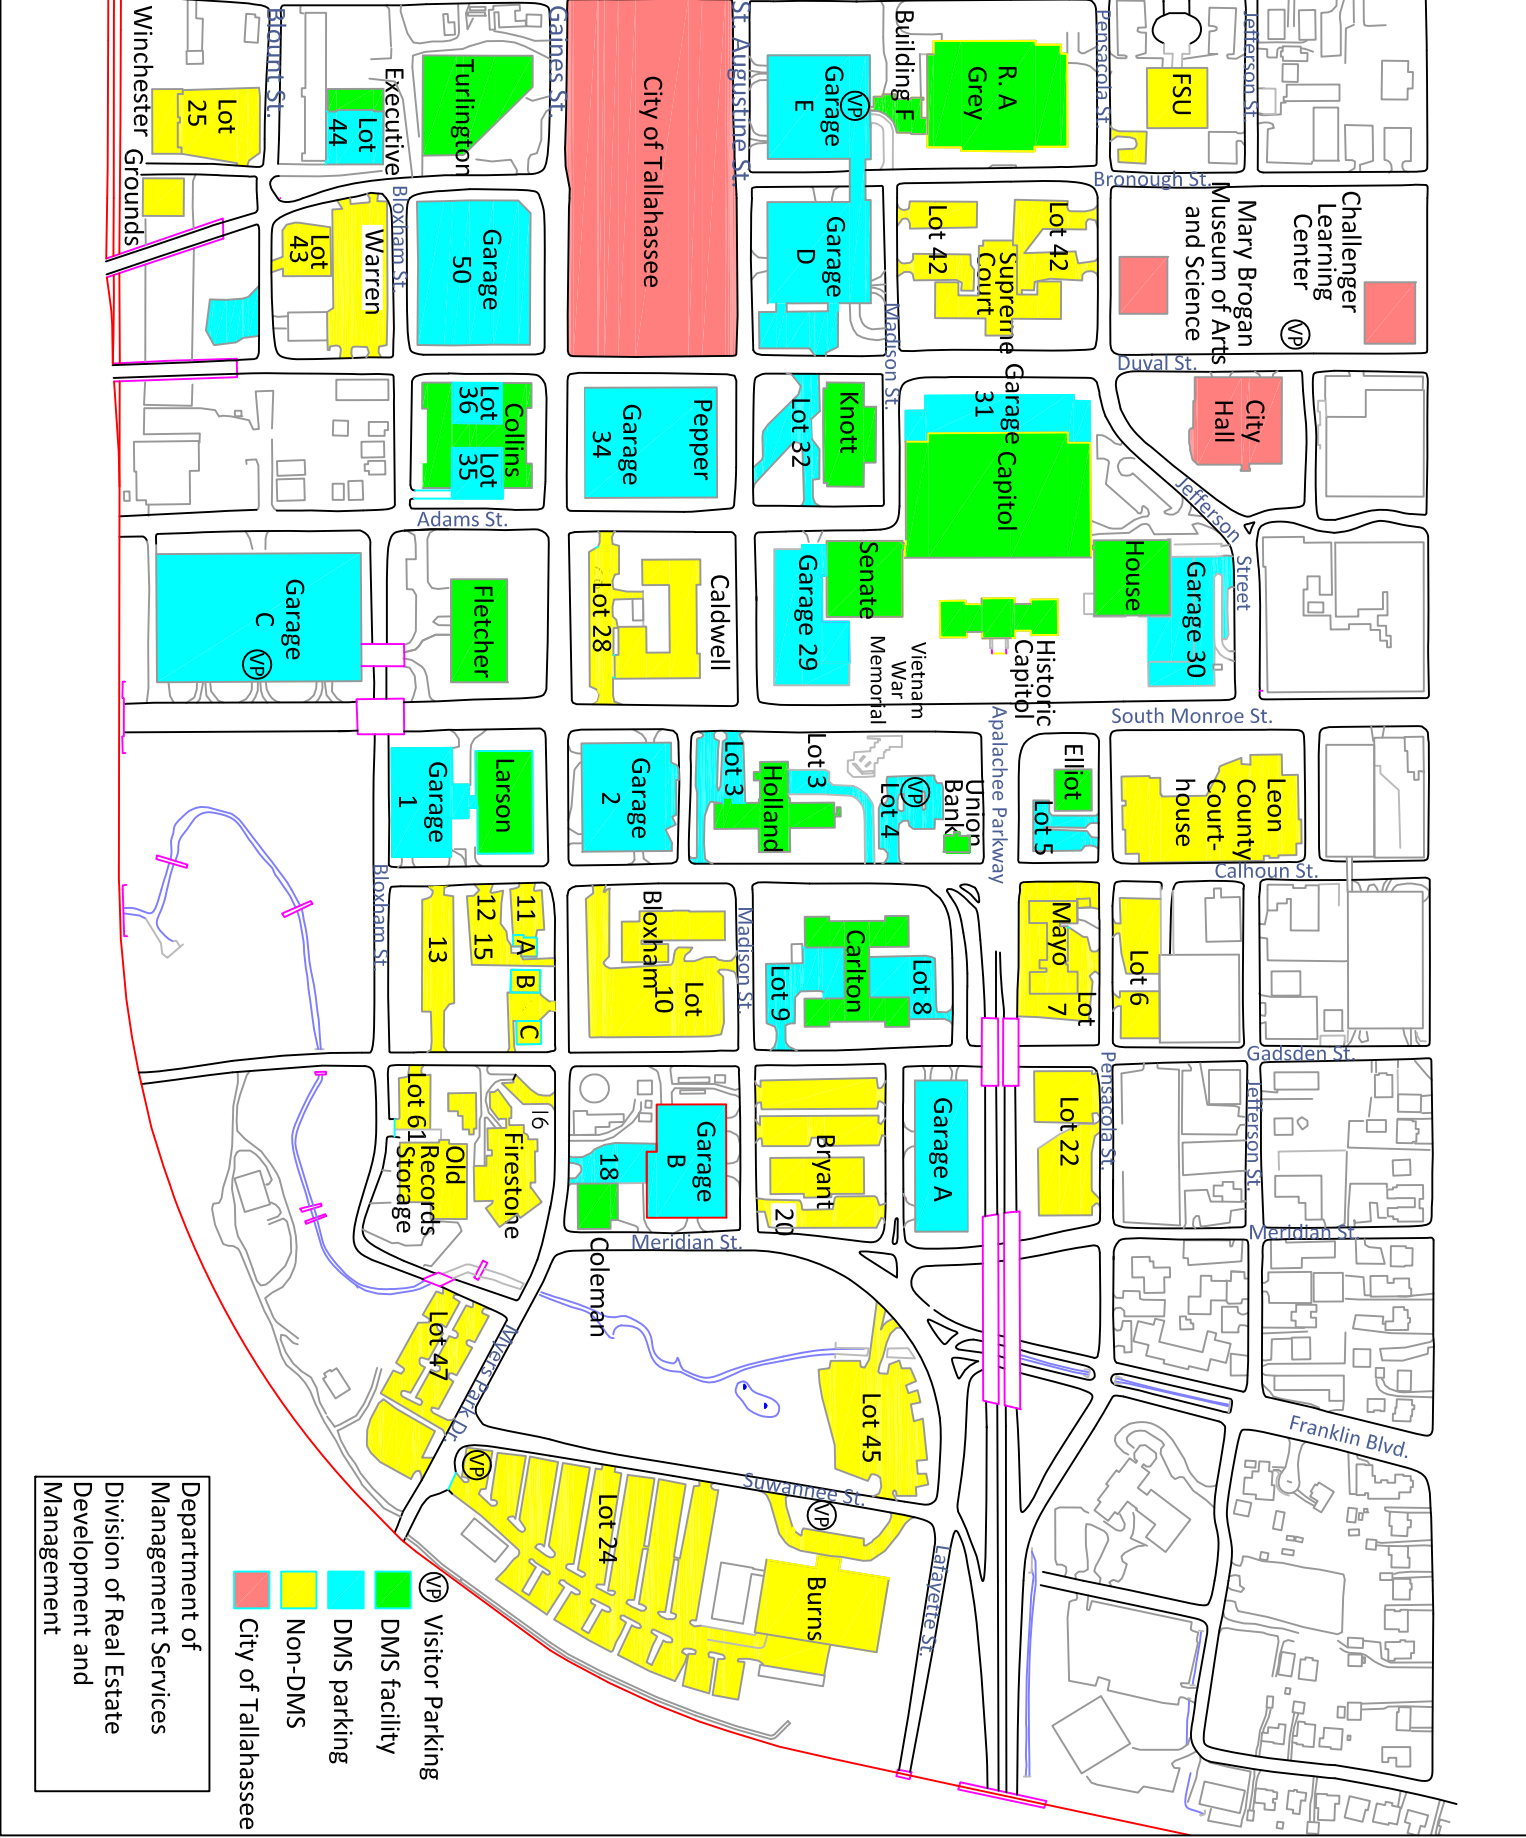 Winchester
Lot
25
Blount St.
Executive
Lot
44
Turlington
Gaines St.
City of Tallahassee
St. Augustine St.
Garage
E
VP
Building F
R. A
Grey
Pensacola St.
FSU
Jefferson St.
Grounds
Lot
43
Warren
Bloxham St.
Garage
50
Garage
D
Lot 42
Lot 42
Supreme
Court
Madison St.
Bronough St.
Mary Brogan
Museum of Arts
and Science
Challenger
Learning
Center
VP
Duval St.
Lot
36
Lot
35
Collins
Pepper
Garage
34
Lot 32
Knott
Garage
31
Capitol
City
Hall
Jefferson
Street
Adams St.
Garage
C
VP
Fletcher
Lot 28
Caldwell
Garage 29
Senate
Vietnam
War
Memorial
Historic
Capitol
House
Garage 30
South Monroe St.
Garage
1
Larson
Garage
2
Lot 3
Holland
Lot 3
Lot 4
VP
Union
Bank
Apalachee Parkway
Elliot
Lot 5
Leon
County
Court-
house
Calhoun St.
Bloxham St.
13
12
15
11
A
B
C
Bloxham
Lot
10
Madison St.
Lot 9
Carlton
Lot 8
Mayo
Lot
7
Lot 6
Gadsden St.
Lot 61
Old
Records
Storage
I6
Firestone
18
Garage
B
Coleman
Bryant
20
Garage A
Lot 22
Pensacola St.
Jefferson St.
Meridian St.
Meridian St.
Lot 47
Myers Park Dr.
Lot 45
Franklin Blvd.
Suwannee St.
VP
VP
Lot 24
Burns
Lafayette St.
VP Visitor Parking
DMS facility
DMS parking
Non-DMS
City of Tallahassee
Department of
Management Services
Division of Real Estate
Development and
Management